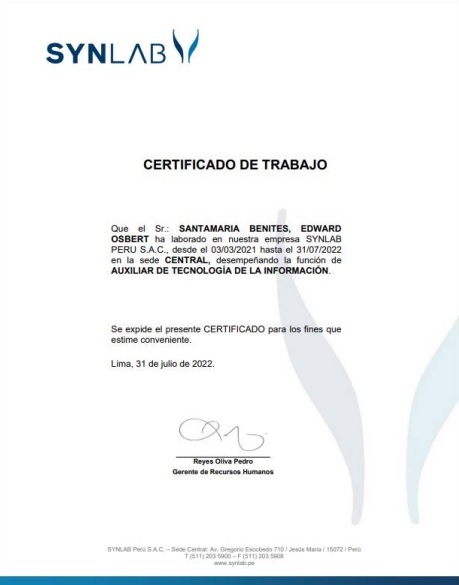 SYNLAB
CERTIFICADO DE TRABAJO
Que el Sr.: SANTAMARIA BENITES, EDWARD
OSBERT ha laborado en nuestra empresa SYNLAB
PERU S.A.C., desde el 03/03/2021 hasta el 31/07/2022
en la sede CENTRAL, desempeñando la función de
AUXILIAR DE TECNOLOGÍA DE LA INFORMACIÓN.
Se expide el presente CERTIFICADO para los fines que
estime conveniente.
Lima, 31 de julio de 2022.
Reyes Oliva Pedro
Gerente de Recursos Humanos
SYNLAB Perú S.A.C. – Sede Central: Av. Gregorio Escobedo 710 / Jesús María / 15072 / Perú
T (511) 203 5900 – F (511) 203 5908
www.synlab.pe